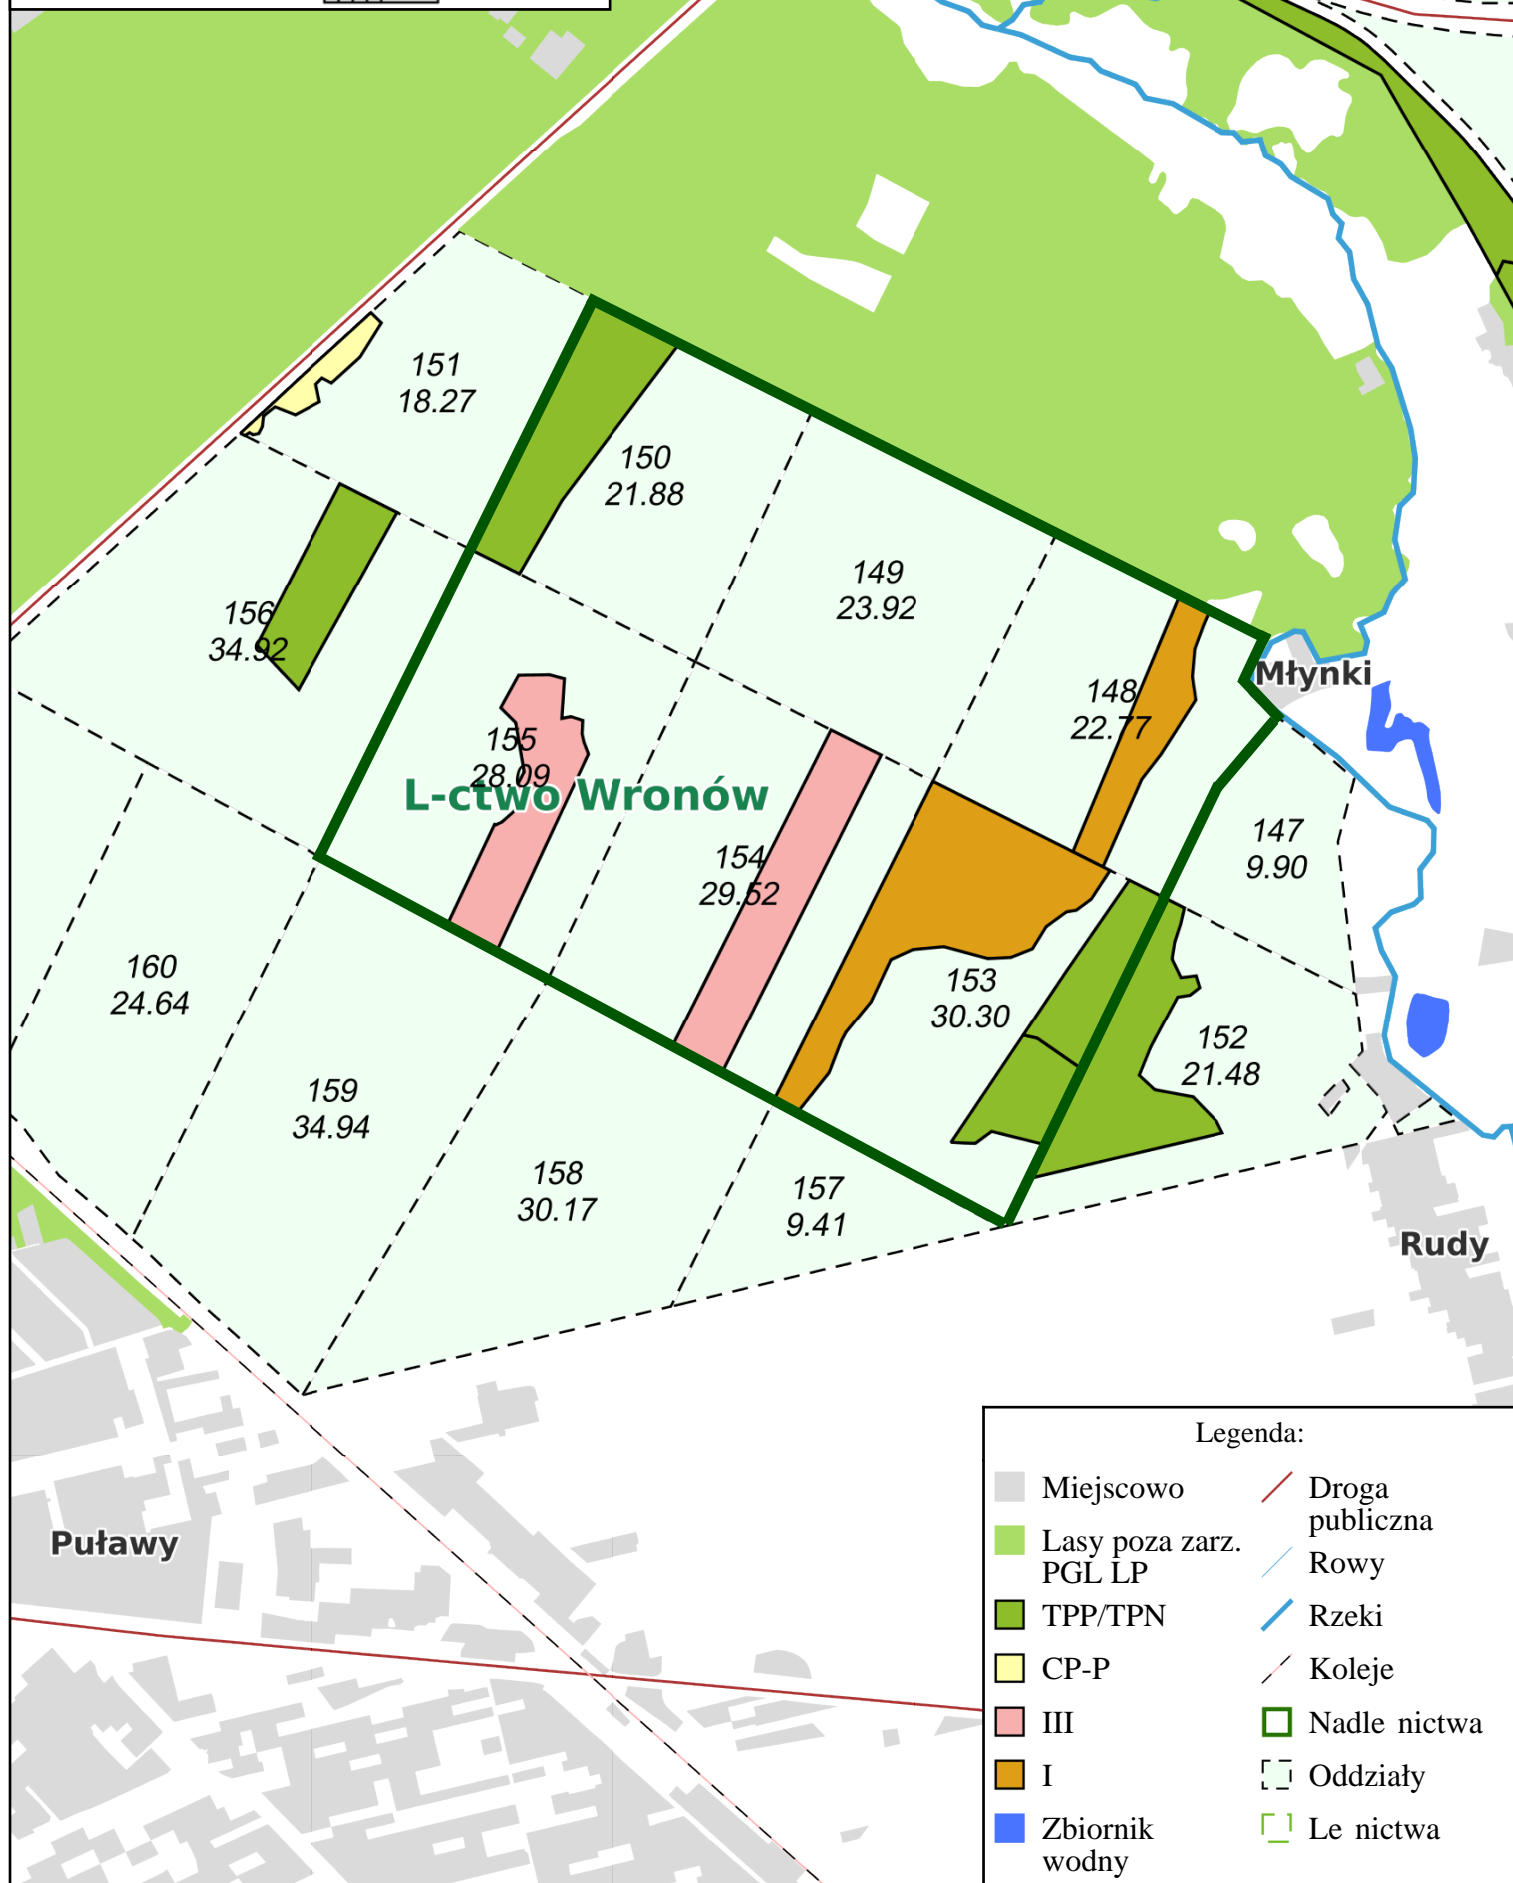 151
18.27
150
21.88
149
23.92
156
34.92
148
22.77
Młynki
155
28.09
L-ctwo Wronów
154
29.52
147
9.90
160
24.64
153
30.30
152
21.48
159
34.94
158
30.17
157
9.41
Rudy
Puławy
Legenda:
Miejscowo
Lasy poza zarz.
PGL LP
TPP/TPN
CP-P
III
I
Zbiornik
wodny
Droga
publiczna
Rowy
Rzeki
Koleje
Nadle nictwa
Oddziały
Le nictwa